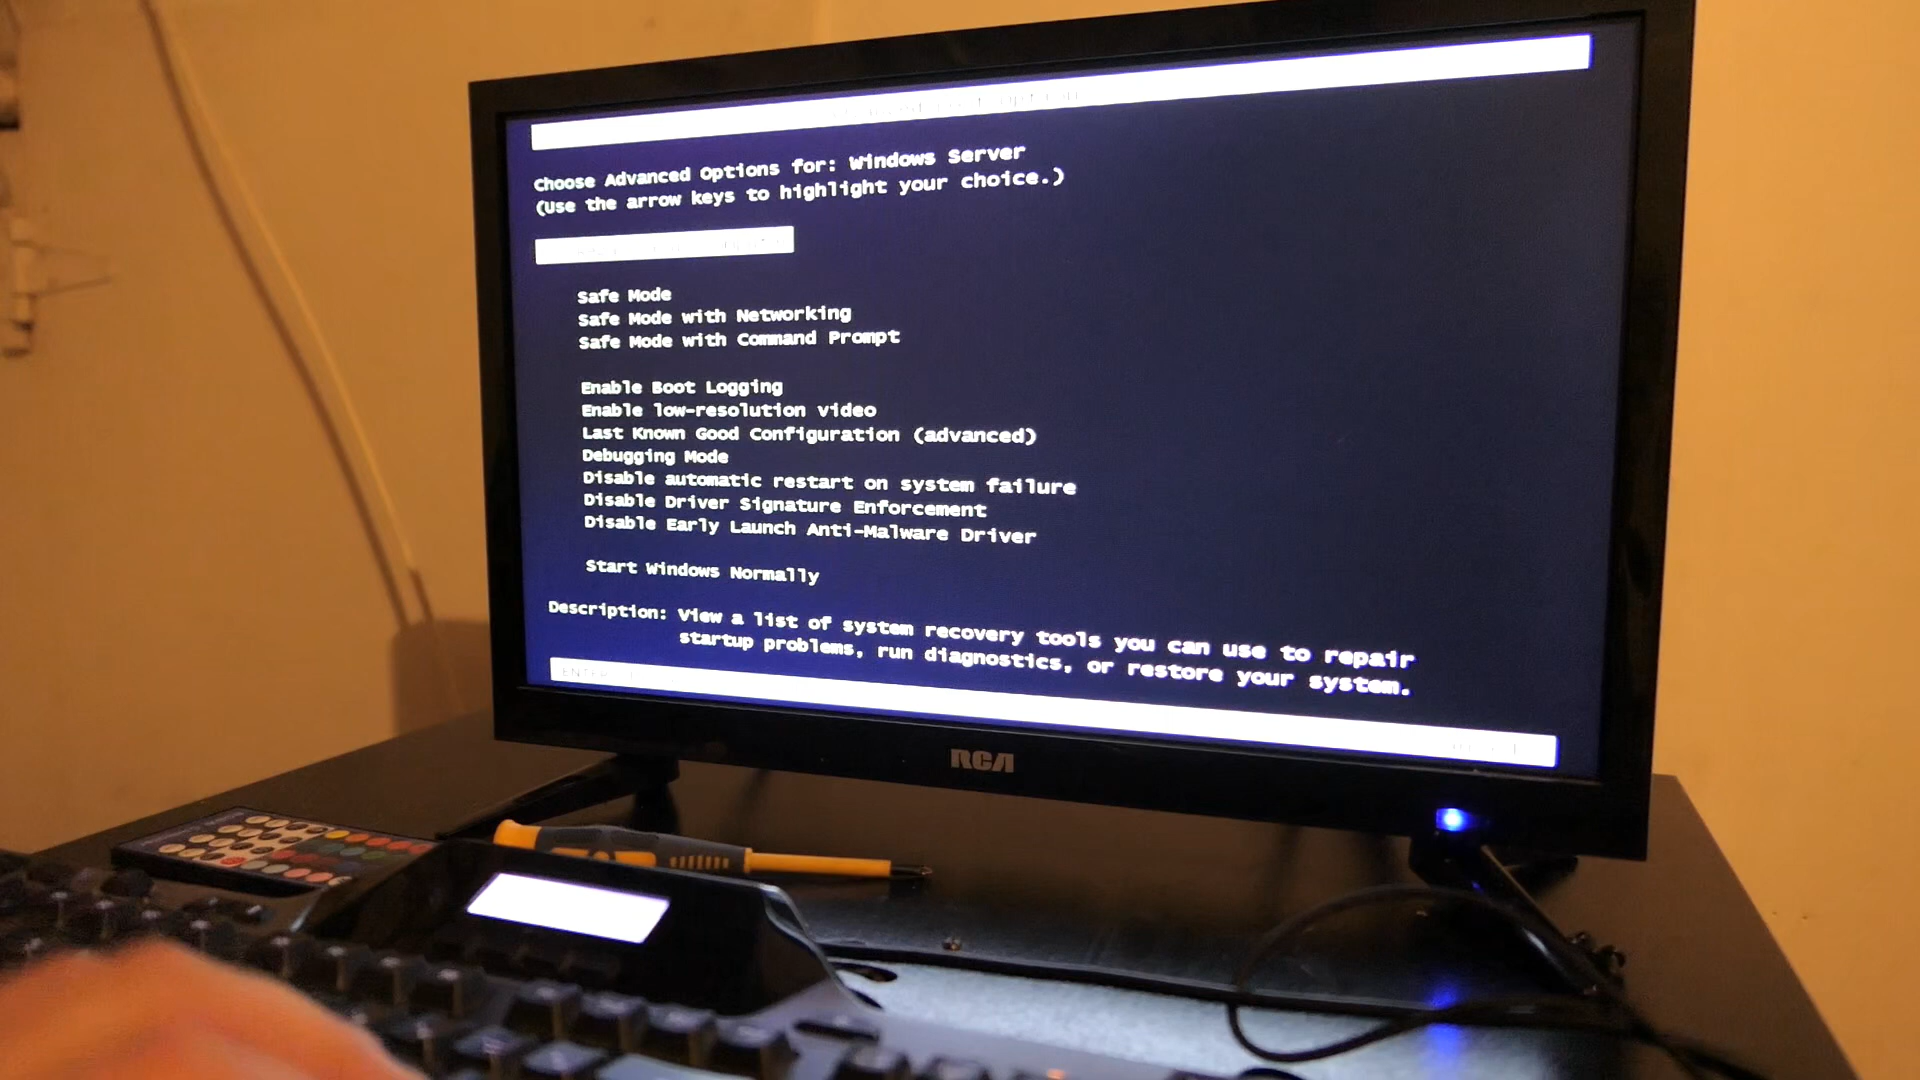 Choose Advanced Options for: Windows Server
(Use the arrow keys to highlight your choice.)
Safe Mode
Safe Mode with Networking
Safe Mode with Command Prompt
Enable Boot Logging
Enable low-resolution video
Last Known Good Configuration (advanced)
Debugging Mode
Disable automatic restart on system failure
Disable Driver Signature Enforcement
Disable Early Launch Anti-Malware Driver
Start Windows Normally
Description: View a list of system recovery tools you can use to repair
startup problems, run diagnostics, or restore your system.
RCA